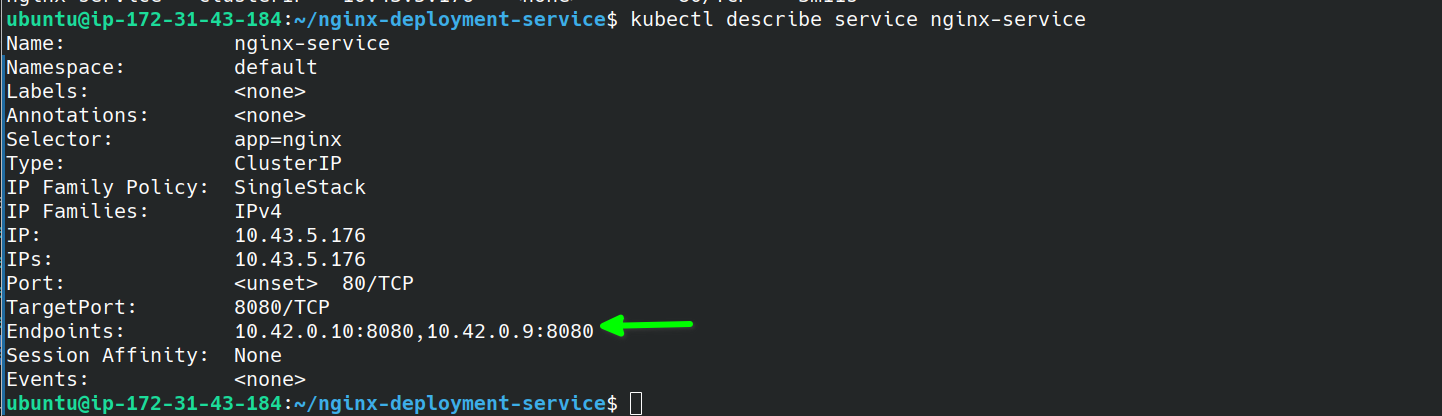 nginx-service   ClusterIP   10.43.5.176   <none>        80/TCP    5m11s
ubuntu@ip-172-31-43-184:~/nginx-deployment-service$ kubectl describe service nginx-service
Name:              nginx-service
Namespace:         default
Labels:            <none>
Annotations:       <none>
Selector:          app=nginx
Type:              ClusterIP
IP Family Policy:  SingleStack
IP Families:       IPv4
IP:                10.43.5.176
IPs:               10.43.5.176
Port:              <unset>  80/TCP
TargetPort:        8080/TCP
Endpoints:         10.42.0.10:8080,10.42.0.9:8080
Session Affinity:  None
Events:            <none>
ubuntu@ip-172-31-43-184:~/nginx-deployment-service$